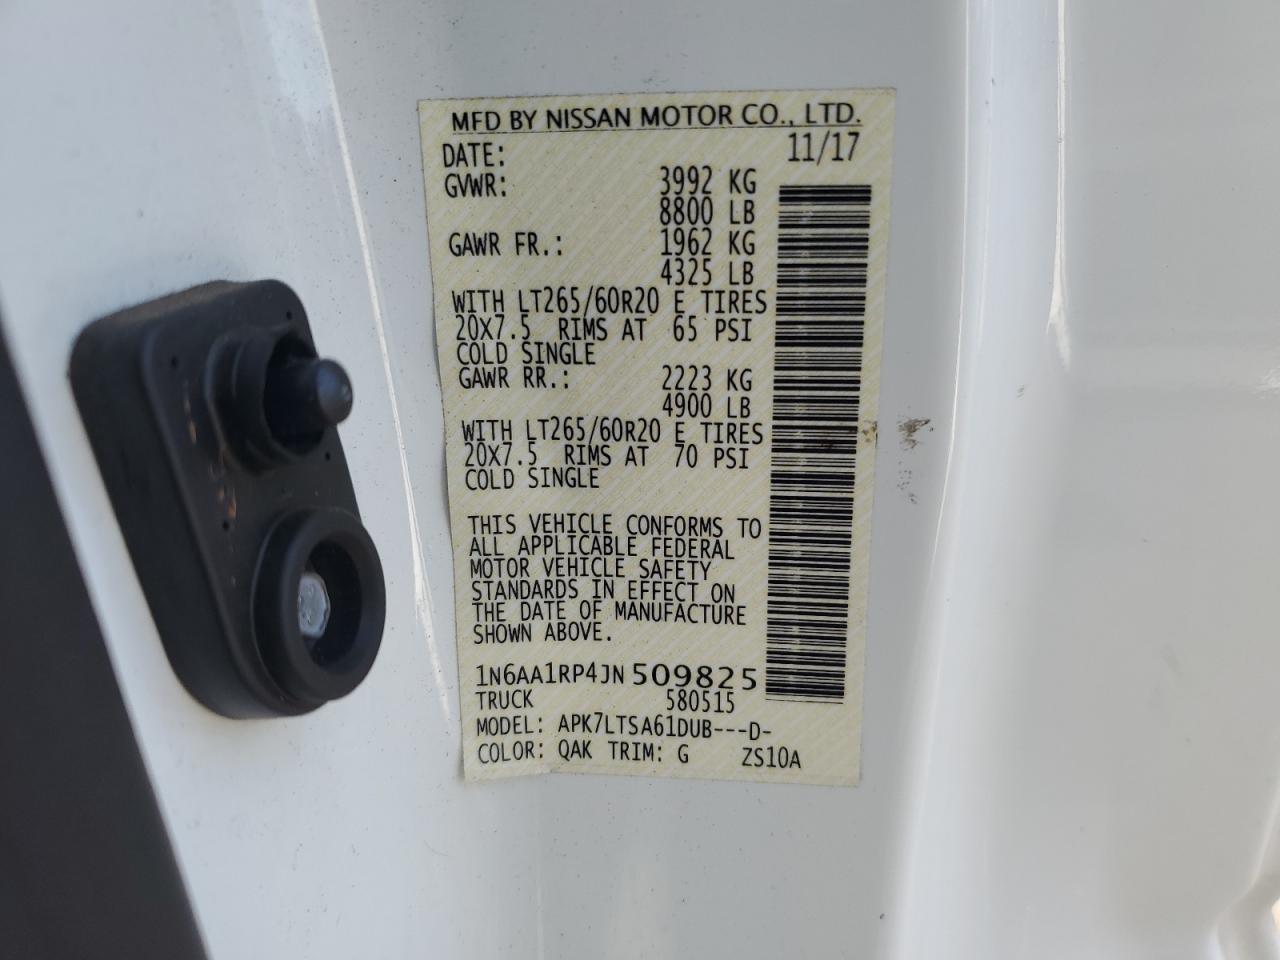 MFD BY NISSAN MOTOR CO., LTD.
DATE: 11/17
GVWR: 3992 KG
8800 LB
GAWR FR.: 1962 KG
4325 LB
WITH LT265/60R20 E TIRES
20X7.5 RIMS AT 65 PSI
COLD SINGLE
GAWR RR.: 2223 KG
4900 LB
WITH LT265/60R20 E TIRES
20X7.5 RIMS AT 70 PSI
COLD SINGLE
THIS VEHICLE CONFORMS TO
ALL APPLICABLE FEDERAL
MOTOR VEHICLE SAFETY
STANDARDS IN EFFECT ON
THE DATE OF MANUFACTURE
SHOWN ABOVE.
1N6AA1RP4JN 509825
TRUCK 580515
MODEL: APK7LTSA61DUB---D-
COLOR: QAK TRIM: G ZS10A